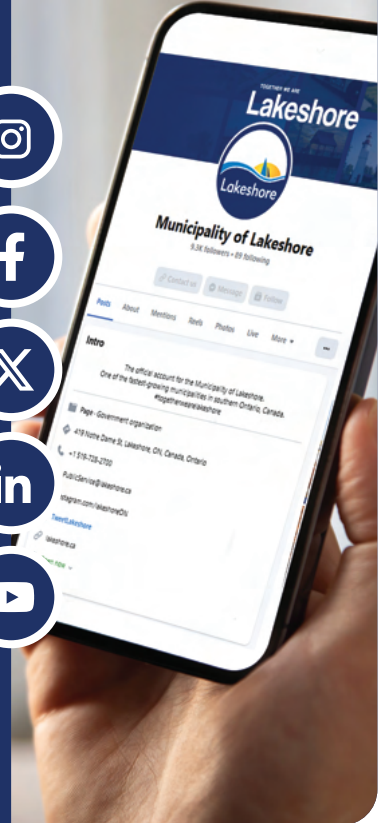 TOGETHER WE ARE
Lakeshore
Lakeshore
Municipality of Lakeshore
9.3K followers • 89 following
Contact us Message Follow
Posts About Mentions Reels Photos Live More
Intro
The official account for the Municipality of Lakeshore.
One of the fastest-growing municipalities in southern Ontario, Canada.
#togetherwearelakeshore
Page · Government organization
419 Notre Dame St, Lakeshore, ON, Canada, Ontario
+1 519-728-2700
PublicService@lakeshore.ca
stagram.com/lakeshoreON
TweetLakeshore
lakeshore.ca
now
in